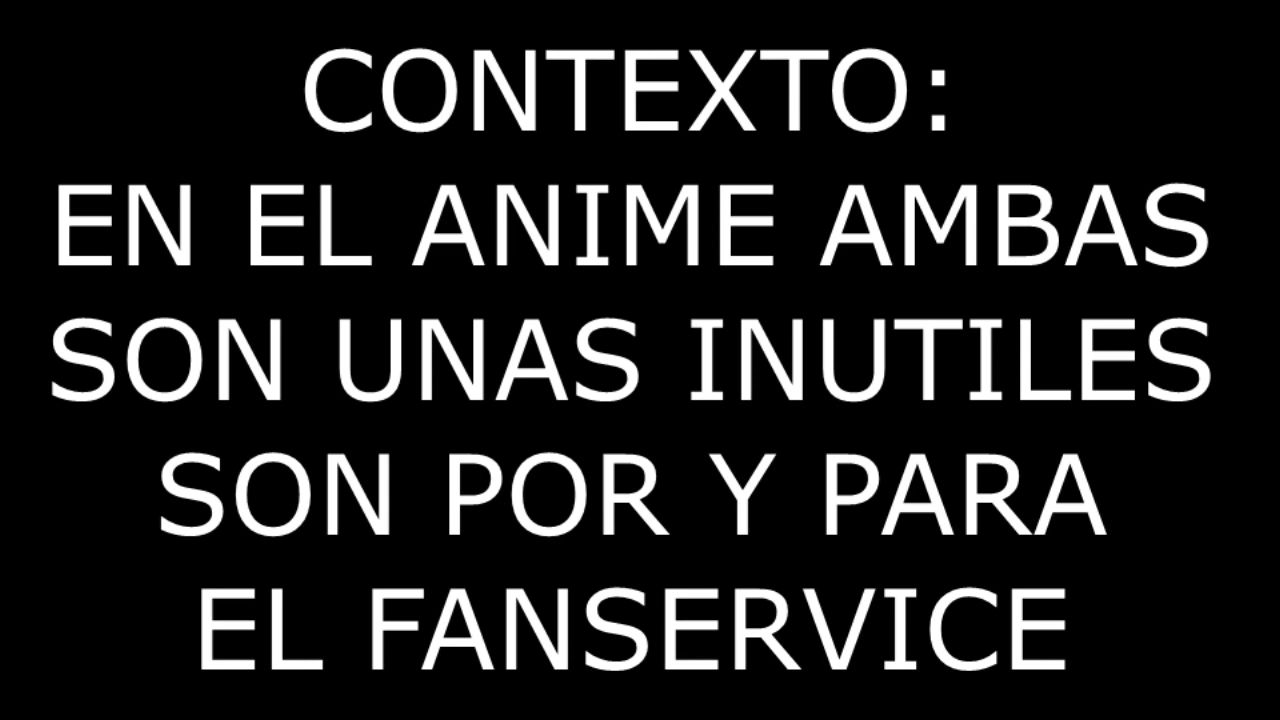 CONTEXTO:
EN EL ANIME AMBAS
SON UNAS INUTILES
SON POR Y PARA
EL FANSERVICE